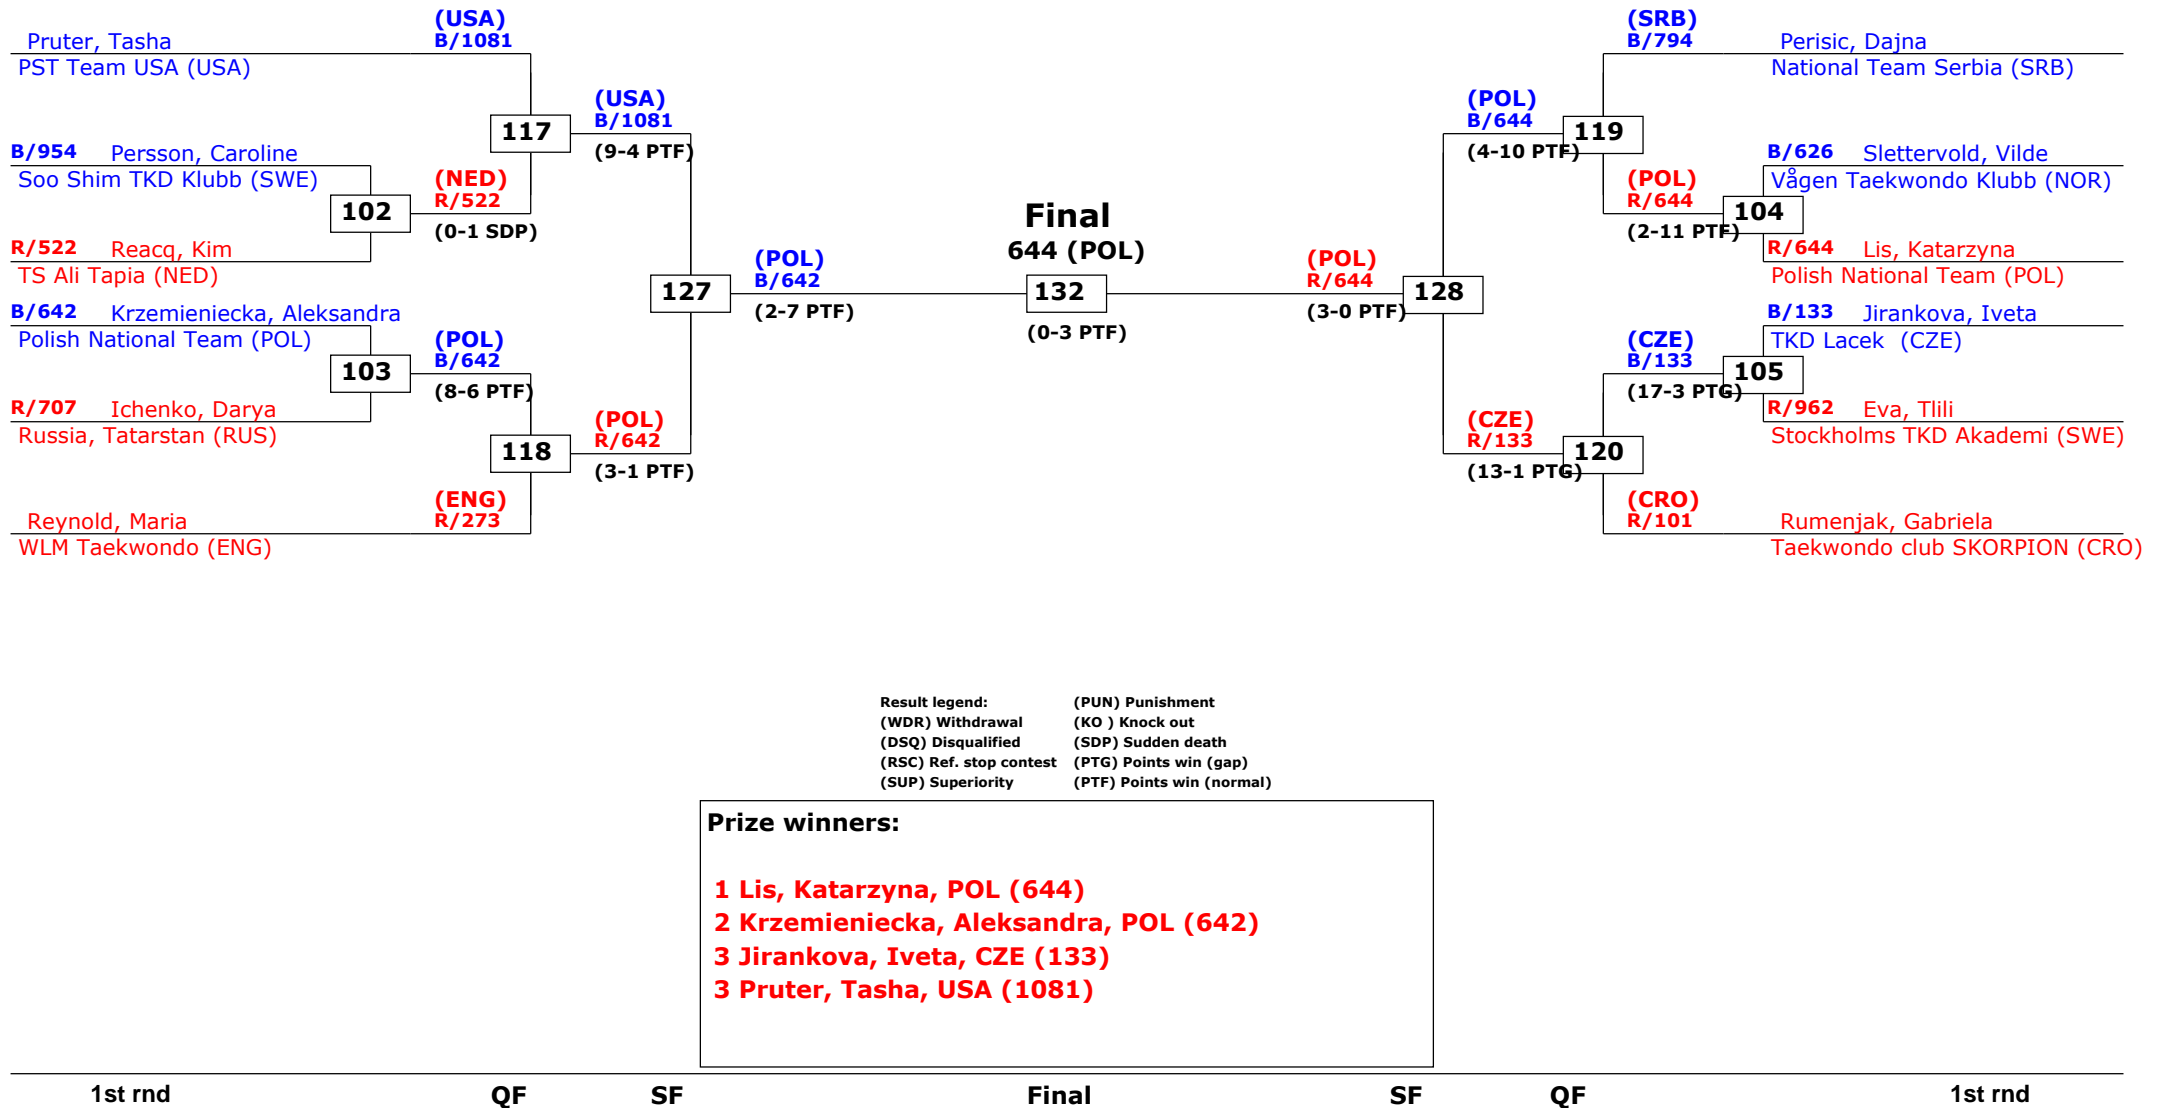 (USA)
B/1081
Pruter, Tasha
PST Team USA (USA)
(USA)
B/1081
117
(9-4 PTF)
B/954 Persson, Caroline
Soo Shim TKD Klubb (SWE)
(NED)
R/522
102
(0-1 SDP)
R/522 Reacq, Kim
TS Ali Tapia (NED)
(POL)
B/642
127
(2-7 PTF)
B/642 Krzemieniecka, Aleksandra
Polish National Team (POL)
(POL)
B/642
103
(8-6 PTF)
R/707 Ichenko, Darya
Russia, Tatarstan (RUS)
(POL)
R/642
118
(3-1 PTF)
(ENG)
R/273
Reynold, Maria
WLM Taekwondo (ENG)
Final
644 (POL)
132
(0-3 PTF)
(SRB)
B/794
Perisic, Dajna
National Team Serbia (SRB)
(POL)
B/644
119
(4-10 PTF)
B/626 Slettervold, Vilde
Vågen Taekwondo Klubb (NOR)
(POL)
R/644
104
(2-11 PTF)
R/644 Lis, Katarzyna
Polish National Team (POL)
(POL)
R/644
128
(3-0 PTF)
B/133 Jirankova, Iveta
TKD Lacek (CZE)
(CZE)
B/133
105
(17-3 PTG)
R/962 Eva, Tlili
Stockholms TKD Akademi (SWE)
(CZE)
R/133
120
(13-1 PTG)
(CRO)
R/101
Rumenjak, Gabriela
Taekwondo club SKORPION (CRO)
Result legend: (PUN) Punishment
(WDR) Withdrawal (KO ) Knock out
(DSQ) Disqualified (SDP) Sudden death
(RSC) Ref. stop contest (PTG) Points win (gap)
(SUP) Superiority (PTF) Points win (normal)
Prize winners:
1 Lis, Katarzyna, POL (644)
2 Krzemieniecka, Aleksandra, POL (642)
3 Jirankova, Iveta, CZE (133)
3 Pruter, Tasha, USA (1081)
1st rnd QF SF Final SF QF 1st rnd